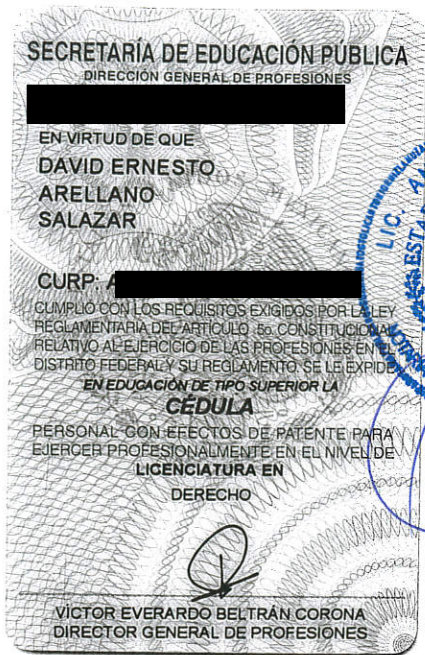 SECRETARÍA DE EDUCACIÓN PÚBLICA
DIRECCIÓN GENERAL DE PROFESIONES
EN VIRTUD DE QUE
DAVID ERNESTO
ARELLANO
SALAZAR
CURP: A
CUMPLIÓ CON LOS REQUISITOS EXIGIDOS POR LA LEY
REGLAMENTARIA DEL ARTÍCULO 5o. CONSTITUCIONAL
RELATIVO AL EJERCICIO DE LAS PROFESIONES EN EL
DISTRITO FEDERAL Y SU REGLAMENTO SE LE EXPIDE
EN EDUCACIÓN DE TIPO SUPERIOR LA
CÉDULA
PERSONAL CON EFECTOS DE PATENTE PARA
EJERCER PROFESIONALMENTE EN EL NIVEL DE
LICENCIATURA EN
DERECHO
VÍCTOR EVERARDO BELTRÁN CORONA
DIRECTOR GENERAL DE PROFESIONES
LIC.